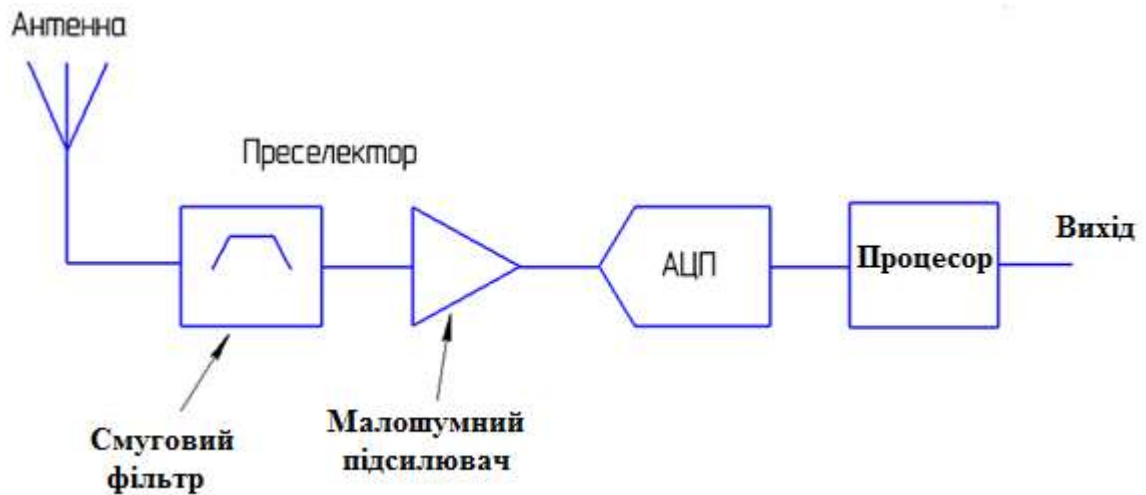 Антенна
Преселектор
АЦП
Процесор
Вихід
Смуговий
фільтр
Малошумний
підсилювач